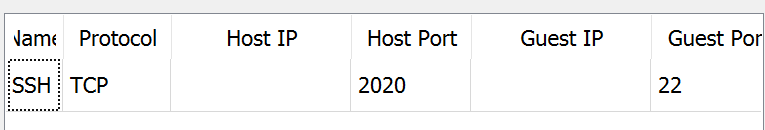 Name Protocol Host IP Host Port Guest IP Guest Por
SSH TCP 2020 22